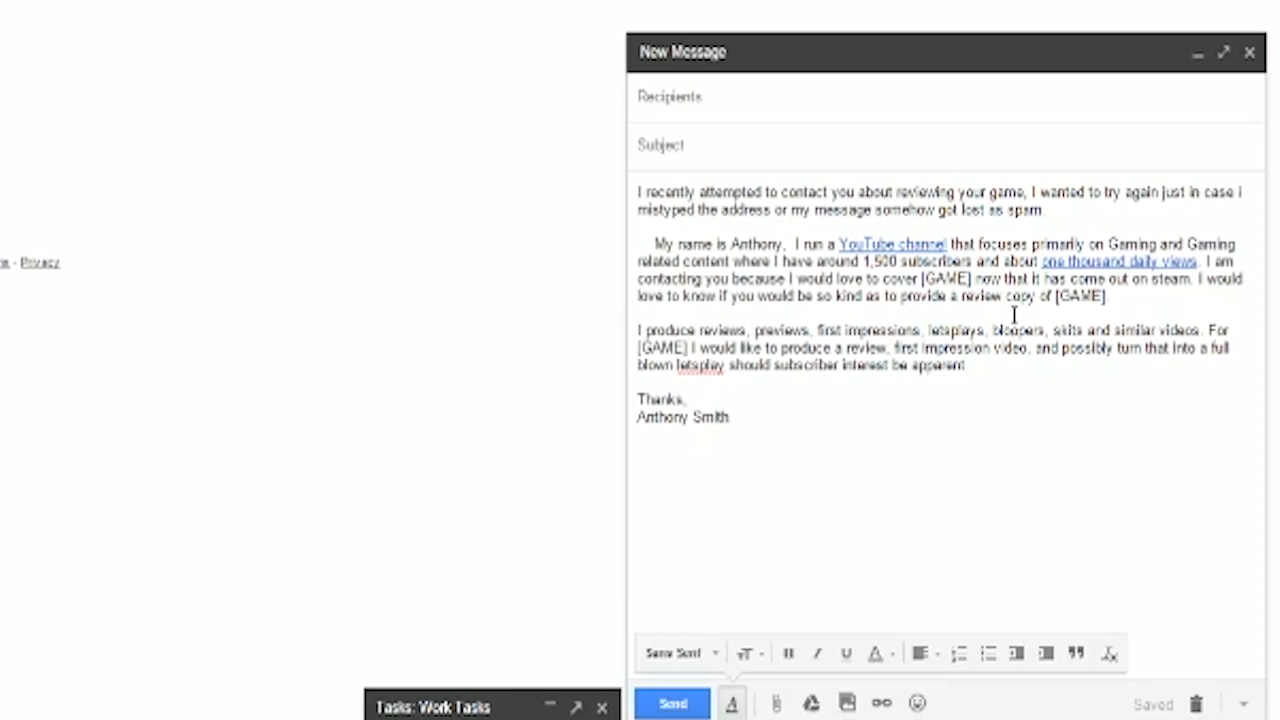 New Message
Recipients
Subject
I recently attempted to contact you about reviewing your game, I wanted to try again just in case i
mistyped the address or my message somehow got lost as spam.
My name is Anthony, I run a YouTube channel that focuses primarily on Gaming and Gaming
related content where I have around 1,500 subscribers and about one thousand daily views. I am
contacting you because I would love to cover [GAME] now that it has come out on steam. I would
love to know if you would be so kind as to provide a review copy of [GAME].
- Privacy
I produce reviews, previews, first impressions, letsplays, bloopers, skits and similar videos. For
[GAME] I would like to produce a review, first impression video, and possibly turn that into a full
blown letsplay should subscriber interest be apparent
Thanks,
Anthony Smith
Sans Serif
Send
Saved
Tasks: Work Tasks